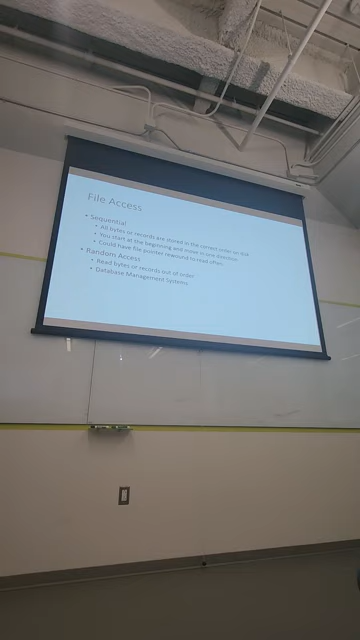 File Access
• Sequential
• All bytes or records are stored in the correct order on disk
• You start at the beginning and move in one direction
• Could have file pointer rewound to read often
• Random Access
• Read bytes or records out of order
• Database Management Systems